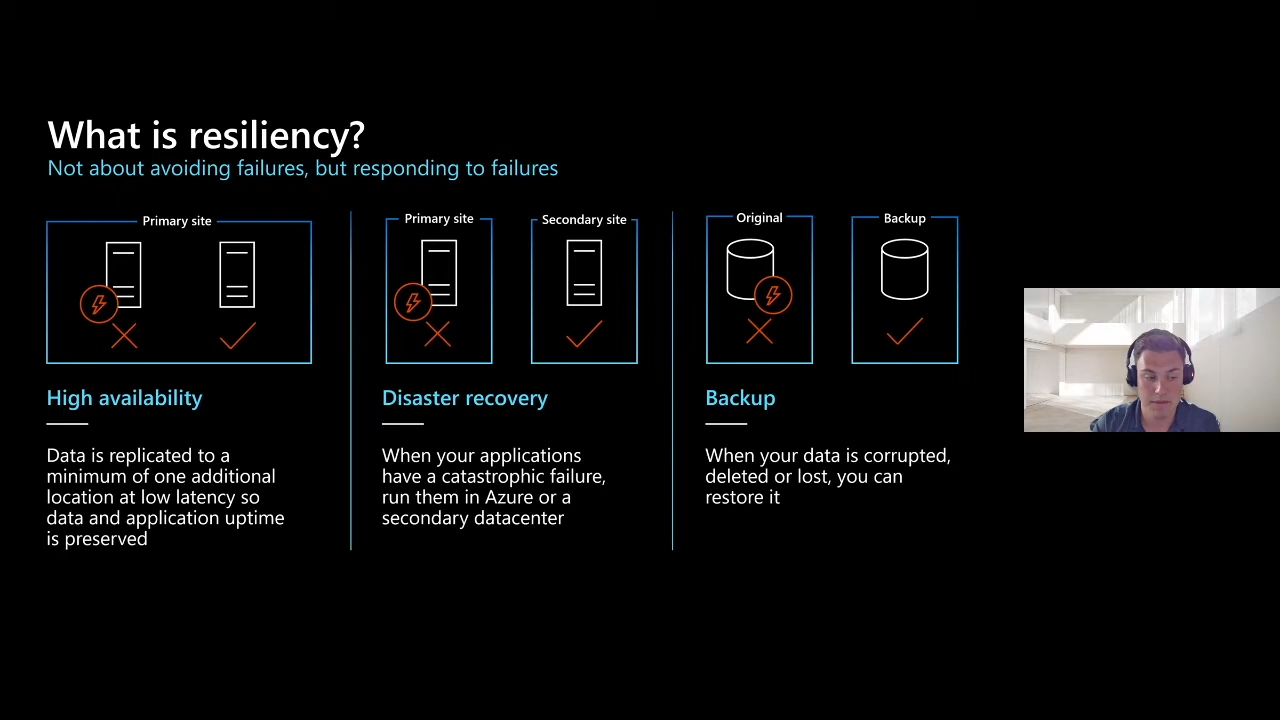 What is resiliency?
Not about avoiding failures, but responding to failures
Primary site
High availability
Data is replicated to a
minimum of one additional
location at low latency so
data and application uptime
is preserved
Primary site
Secondary site
Disaster recovery
When your applications
have a catastrophic failure,
run them in Azure or a
secondary datacenter
Original
Backup
Backup
When your data is corrupted,
deleted or lost, you can
restore it